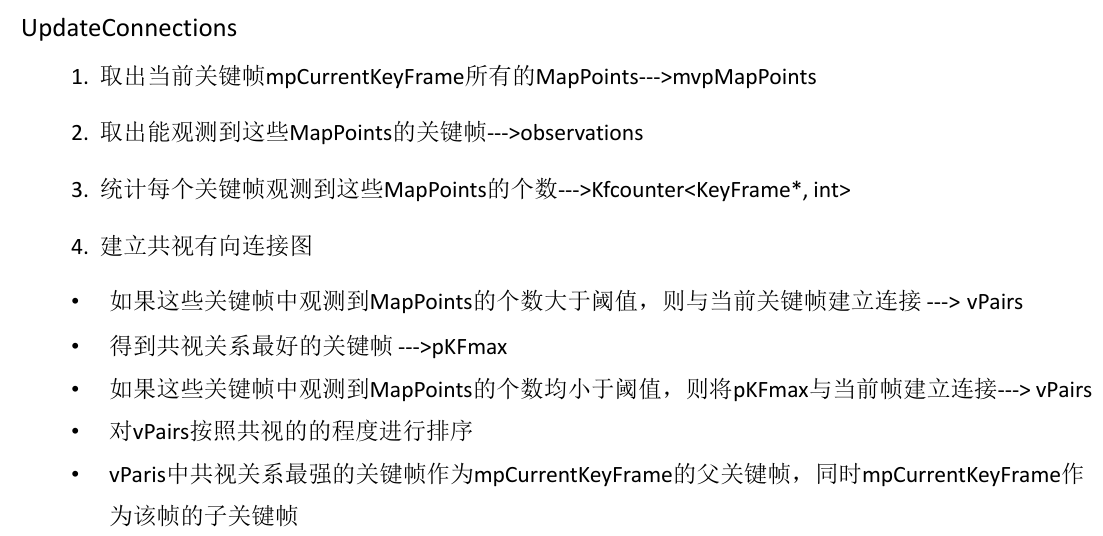 UpdateConnections
1. 取出当前关键帧mpCurrentKeyFrame所有的MapPoints--->mvpMapPoints
2. 取出能观测到这些MapPoints的关键帧--->observations
3. 统计每个关键帧观测到这些MapPoints的个数--->Kfcounter<KeyFrame*, int>
4. 建立共视有向连接图
• 如果这些关键帧中观测到MapPoints的个数大于阈值，则与当前关键帧建立连接 ---> vPairs
• 得到共视关系最好的关键帧 --->pKFmax
• 如果这些关键帧中观测到MapPoints的个数均小于阈值，则将pKFmax与当前帧建立连接---> vPairs
• 对vPairs按照共视的的程度进行排序
• vParis中共视关系最强的关键帧作为mpCurrentKeyFrame的父关键帧，同时mpCurrentKeyFrame作
为该帧的子关键帧